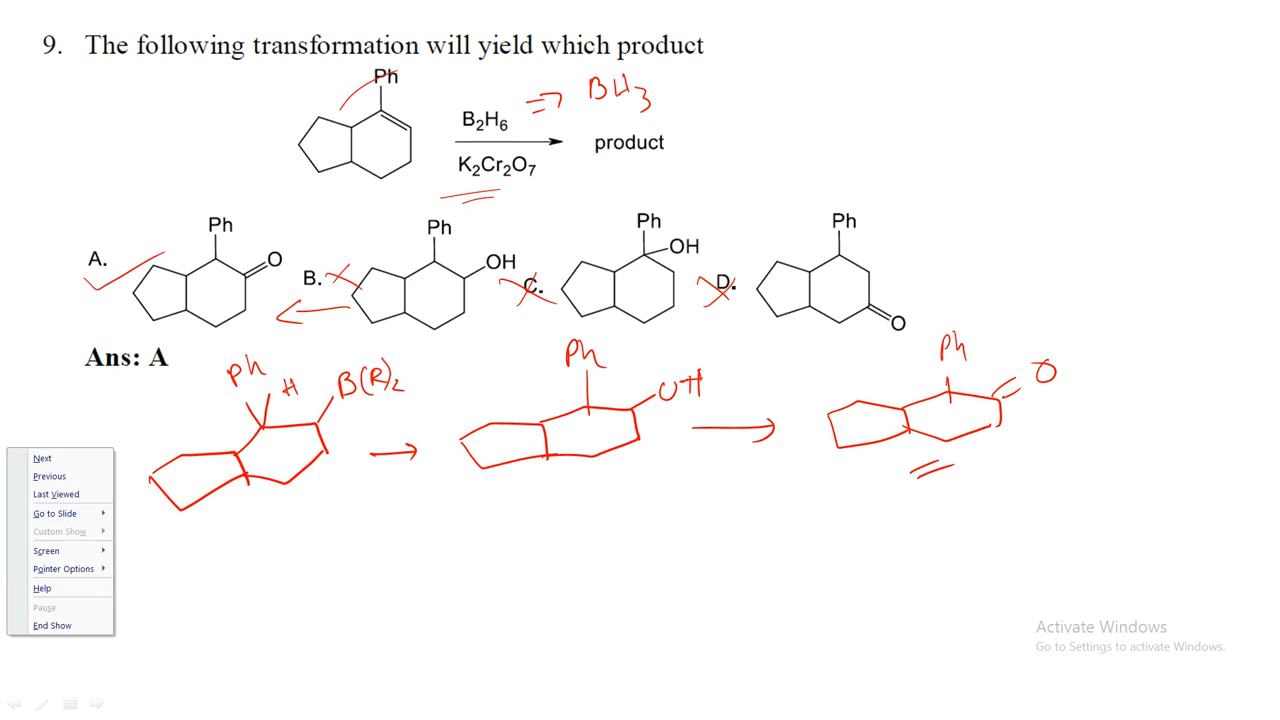 9. The following transformation will yield which product
Ph
B2H6 ⇒ BH3
K2Cr2O7
product
Ph
Ph
Ph
Ph
A.
O
B.
OH
C.
OH
D.
O
Ans: A
Ph
H
B(R)2
Ph
OH
Ph
O
Next
Previous
Last Viewed
Go to Slide
Custom Show
Screen
Pointer Options
Help
Pause
End Show
Activate Windows
Go to Settings to activate Windows.